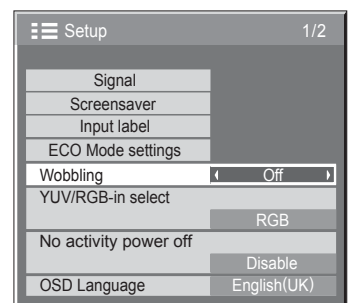 Setup 1/2
Signal
Screensaver
Input label
ECO Mode settings
Wobbling Off
YUV/RGB-in select
RGB
No activity power off
Disable
OSD Language English(UK)